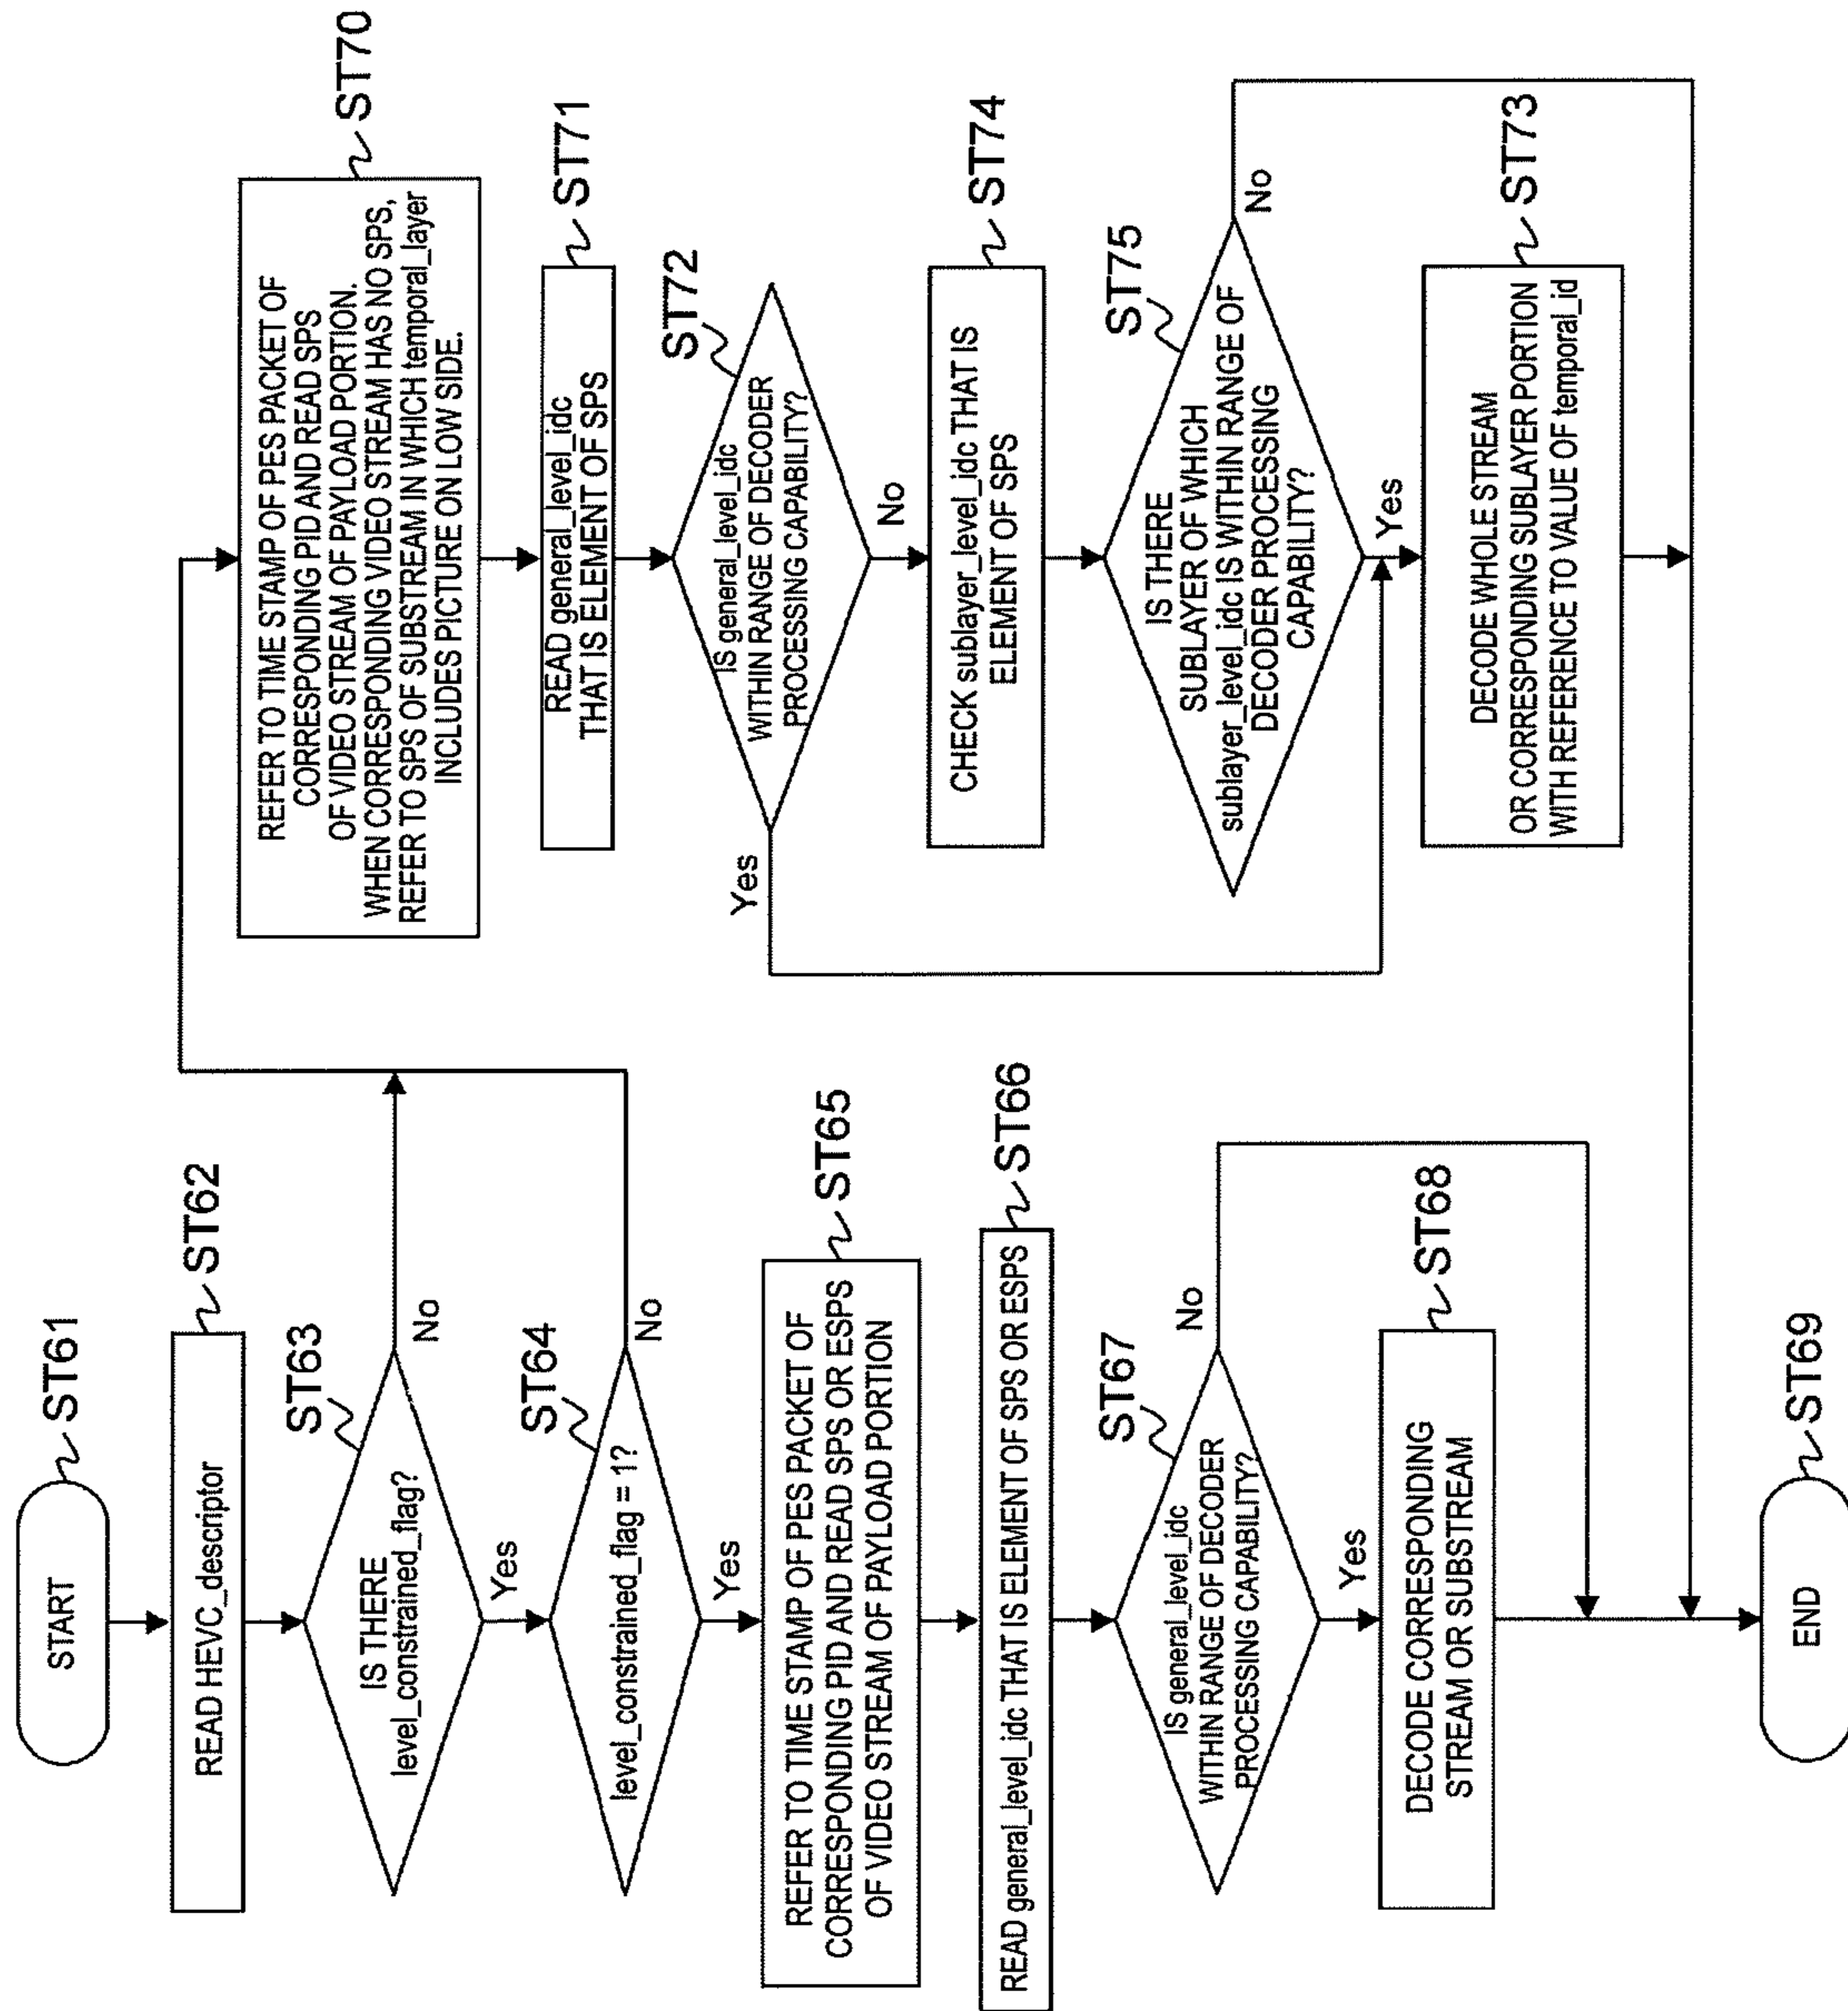 START
ST61
READ HEVC_descriptor
ST62
ST63
IS THERE
level_constrained_flag?
No
Yes
ST64
level_constrained_flag = 1?
No
Yes
REFER TO TIME STAMP OF PES PACKET OF
CORRESPONDING PID AND READ SPS OR ESPS
OF VIDEO STREAM OF PAYLOAD PORTION
ST65
READ general_level_idc THAT IS ELEMENT OF SPS OR ESPS
ST66
ST67
IS general_level_idc
WITHIN RANGE OF DECODER
PROCESSING CAPABILITY?
No
Yes
DECODE CORRESPONDING
STREAM OR SUBSTREAM
ST68
END
ST69
REFER TO TIME STAMP OF PES PACKET OF
CORRESPONDING PID AND READ SPS
OF VIDEO STREAM OF PAYLOAD PORTION.
WHEN CORRESPONDING VIDEO STREAM HAS NO SPS,
REFER TO SPS OF SUBSTREAM IN WHICH temporal_layer
INCLUDES PICTURE ON LOW SIDE.
ST70
READ general_level_idc
THAT IS ELEMENT OF SPS
ST71
ST72
IS general_level_idc
WITHIN RANGE OF DECODER
PROCESSING CAPABILITY?
Yes
No
CHECK sublayer_level_idc THAT IS
ELEMENT OF SPS
ST74
ST75
IS THERE
SUBLAYER OF WHICH
sublayer_level_idc IS WITHIN RANGE OF
DECODER PROCESSING
CAPABILITY?
No
Yes
DECODE WHOLE STREAM
OR CORRESPONDING SUBLAYER PORTION
WITH REFERENCE TO VALUE OF temporal_id
ST73